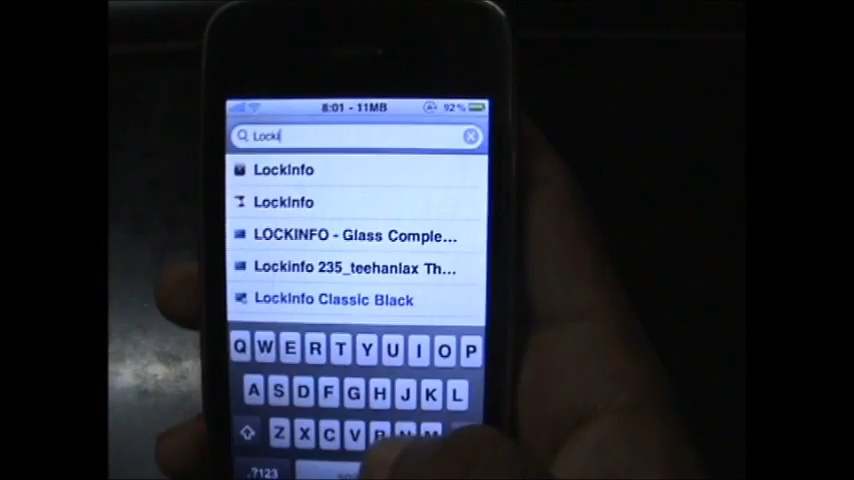 8:01 - 11MB
92%
Locki
LockInfo
LockInfo
LOCKINFO - Glass Comple...
Lockinfo 235_teehanlax Th...
LockInfo Classic Black
Q W E R T Y U I O P
A S D F G H J K L
Z X C V B N M
.?123